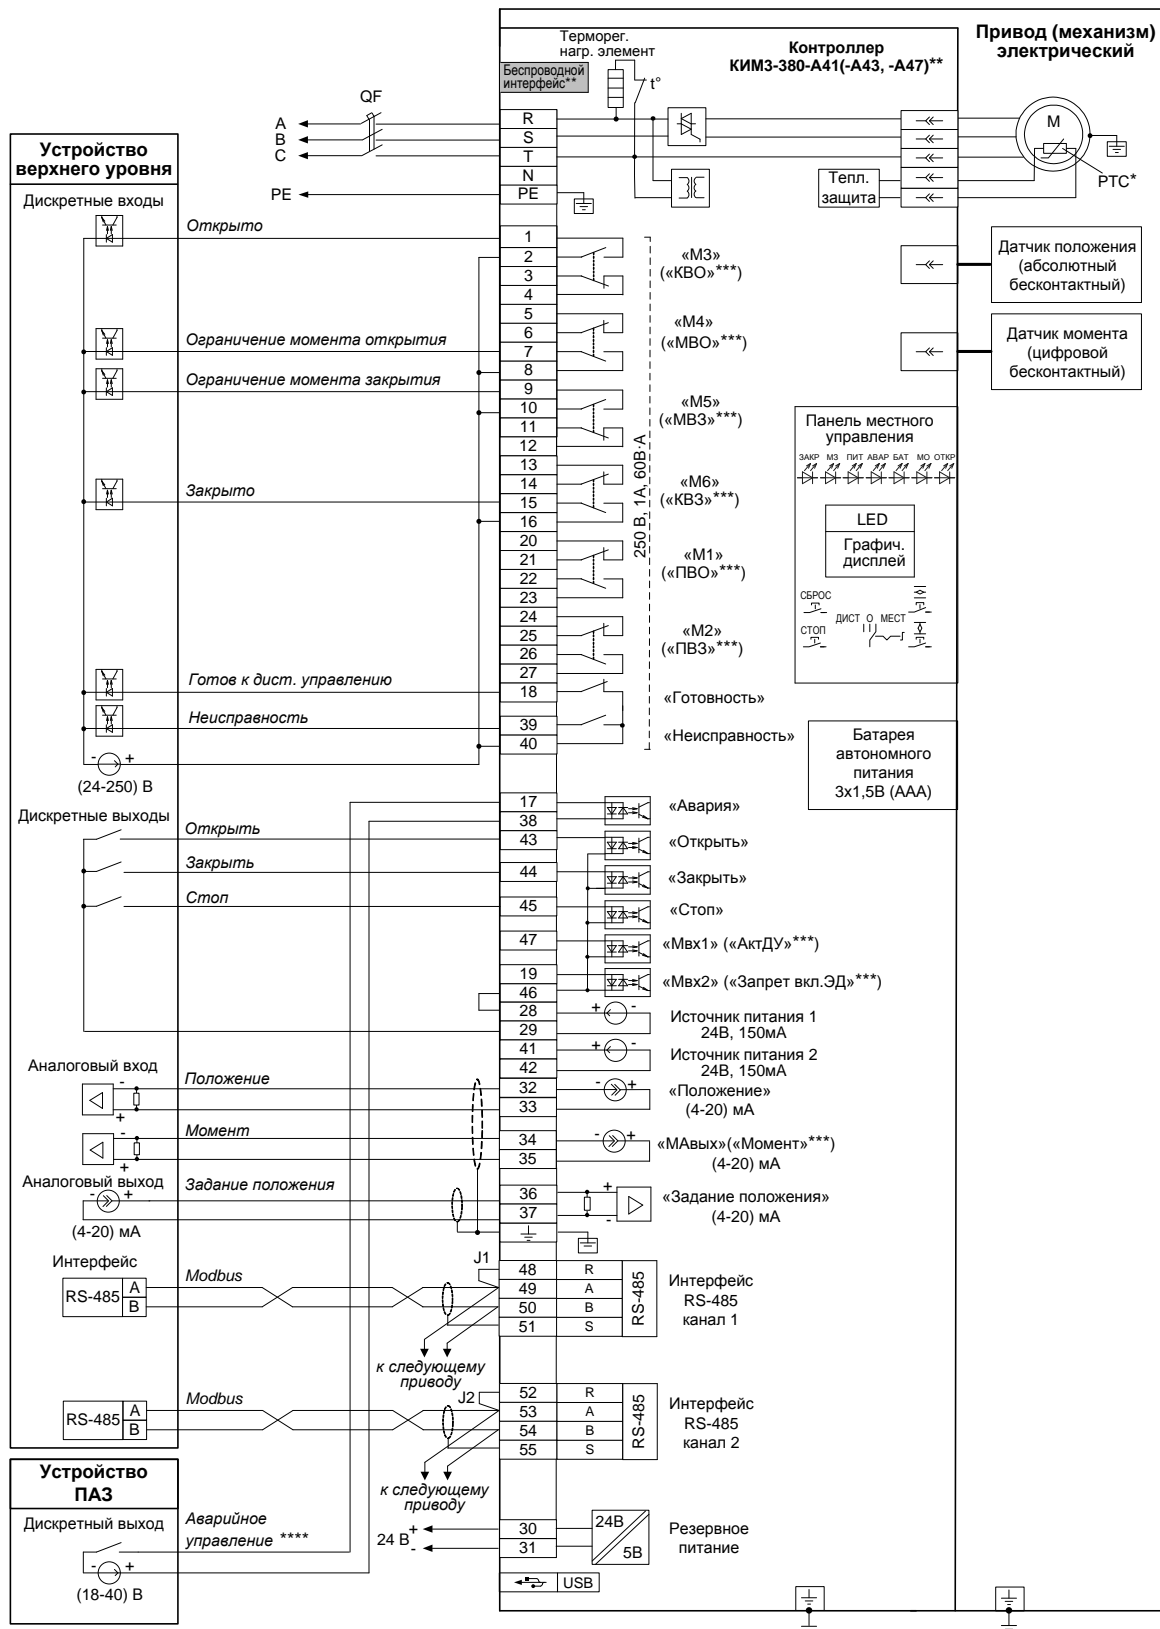 Привод (механизм)
электрический
Контроллер
КИМ3-380-А41(-А43, -А47)**
Терморег.
нагр. элемент
Беспроводной
интерфейс**
t°
QF
A
B
C
PE
R
S
T
N
PE
Тепл.
защита
M
PTC*
Устройство
верхнего уровня
Дискретные входы
Открыто
1
2
3
4
«М3»
(«КВО»***)
Датчик положения
(абсолютный
бесконтактный)
5
6
7
8
«М4»
(«МВО»***)
Ограничение момента открытия
Датчик момента
(цифровой
бесконтактный)
Ограничение момента закрытия
9
10
11
12
«М5»
(«МВЗ»***)
Панель местного
управления
ЗАКР МЗ ПИТ АВАР БАТ МО ОТКР
LED
Графич.
дисплей
СБРОС
СТОП
ДИСТ О МЕСТ
13
14
15
16
«М6»
(«КВЗ»***)
Закрыто
250 В, 1А, 60В·А
20
21
22
23
«М1»
(«ПВО»***)
24
25
26
27
«М2»
(«ПВЗ»***)
Готов к дист. управлению
18
«Готовность»
Неисправность
39
40
«Неисправность»
- +
(24-250) В
Батарея
автономного
питания
3х1,5В (ААА)
Дискретные выходы
17
38
«Авария»
Открыть
43
«Открыть»
Закрыть
44
«Закрыть»
Стоп
45
«Стоп»
47
«Мвх1» («АктДУ»***)
19
46
«Мвх2» («Запрет вкл.ЭД»***)
28
29
+ -
Источник питания 1
24В, 150мА
41
42
+ -
Источник питания 2
24В, 150мА
Аналоговый вход
-
+
Положение
32
33
- +
«Положение»
(4-20) мА
-
+
Момент
34
35
- +
«МАвых»(«Момент»***)
(4-20) мА
Аналоговый выход
- +
(4-20) мА
Задание положения
36
37
+
-
«Задание положения»
(4-20) мА
Интерфейс
RS-485
A
B
Modbus
J1
48 R
49 A
50 B
51 S
RS-485
Интерфейс
RS-485
канал 1
к следующему
приводу
RS-485
A
B
Modbus
J2
52 R
53 A
54 B
55 S
RS-485
Интерфейс
RS-485
канал 2
к следующему
приводу
Устройство
ПАЗ
Дискретный выход
Аварийное
управление ****
- +
(18-40) В
24 В
+
-
30
31
24В
5В
Резервное
питание
USB